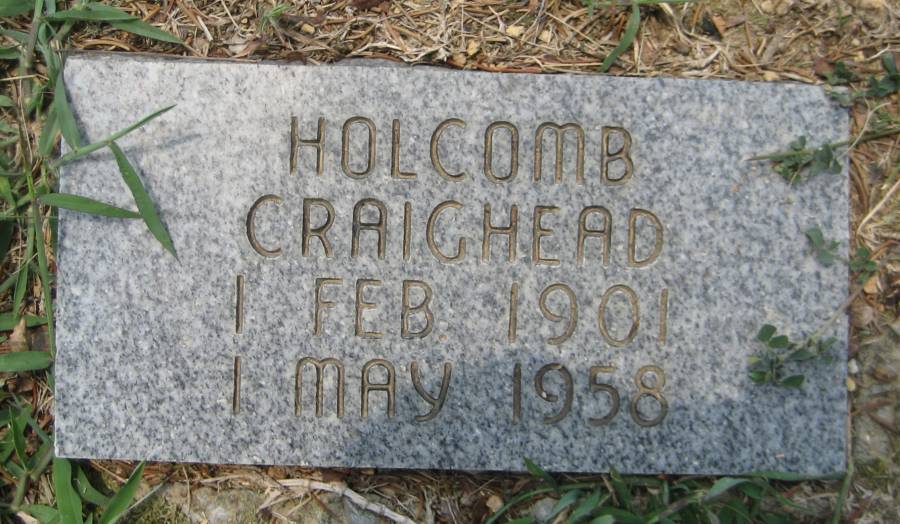 HOLCOMB
CRAIGHEAD
1 FEB. 1901
1 MAY 1958